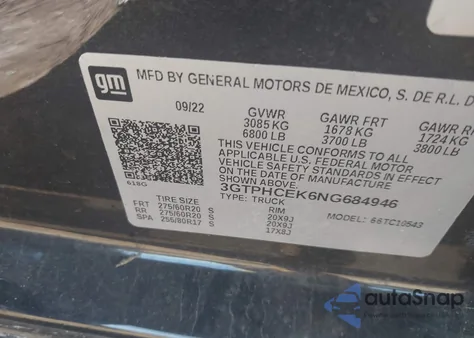 gm
MFD BY GENERAL MOTORS DE MEXICO, S. DE R.L. D
09/22 GVWR GAWR FRT GAWR R
3085 KG 1678 KG 1724 KG
6800 LB 3700 LB 3800 LB
THIS VEHICLE CONFORMS TO ALL
APPLICABLE U.S. FEDERAL MOTOR
VEHICLE SAFETY STANDARDS IN EFFECT
ON THE DATE OF MANUFACTURE SHOWN
ABOVE.
618G
3GTPHCEK6NG684946
TYPE: TRUCK MODEL:
TIRE SIZE RIM
FRT 275/60R20 S 20X9J
RR 275/60R20 S 20X9J
SPA 255/80R17 S 17X8J
autoSnap